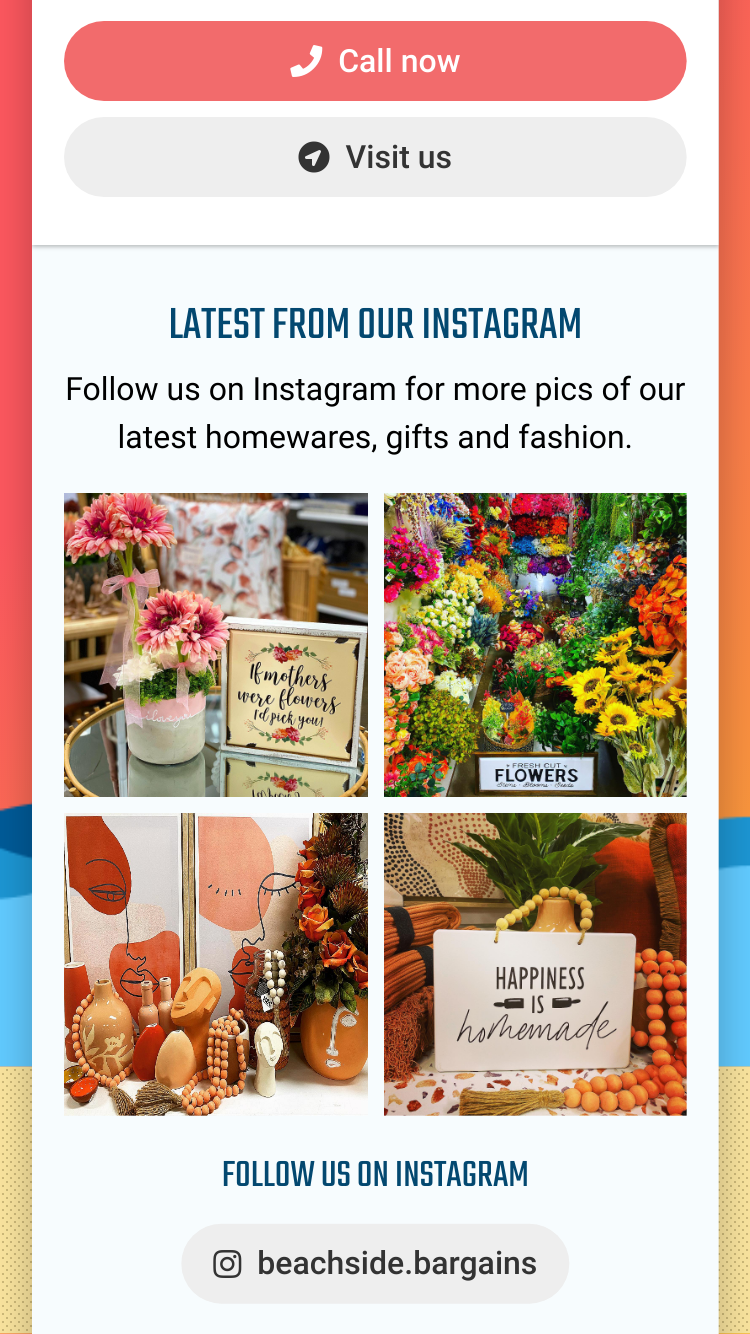 Call now
Visit us
LATEST FROM OUR INSTAGRAM
Follow us on Instagram for more pics of our
latest homewares, gifts and fashion.
If mothers
were flowers
I'd pick you!
FRESH CUT
FLOWERS
HAPPINESS
IS
homemade
FOLLOW US ON INSTAGRAM
beachside.bargains